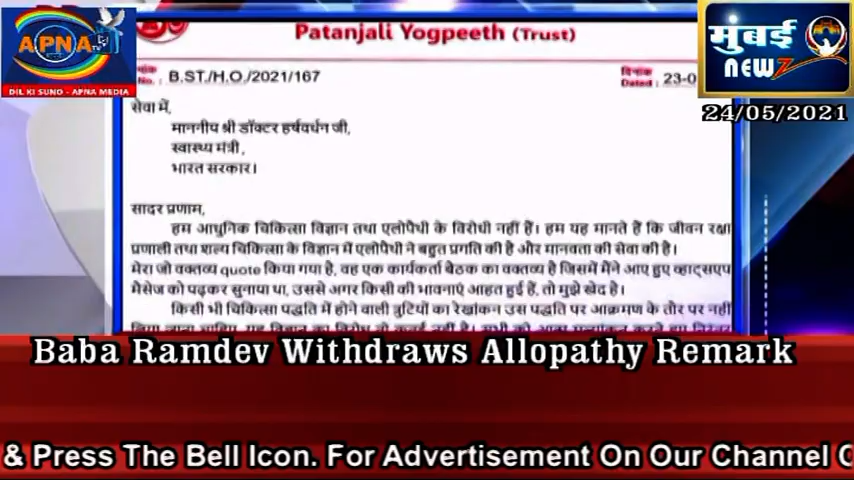 APNA
TV
DIL KI SUNO - APNA MEDIA
मुंबई
NEWZ
24/05/2021
Patanjali Yogpeeth (Trust)
No. : B.ST./H.O./2021/167
दिनांक
Dated : 23-0
सेवा में,
माननीय श्री डॉक्टर हर्षवर्धन जी,
स्वास्थ्य मंत्री,
भारत सरकार।
सादर प्रणाम,
हम आधुनिक चिकित्सा विज्ञान तथा एलोपैथी के विरोधी नहीं हैं। हम यह मानते हैं कि जीवन रक्षा
प्रणाली तथा शल्य चिकित्सा के विज्ञान में एलोपैथी ने बहुत प्रगति की है और मानवता की सेवा की है।
मेरा जो वक्तव्य quote किया गया है, वह एक कार्यकर्ता बैठक का वक्तव्य है जिसमें मैंने आए हुए व्हाट्सएप
मैसेज को पढ़कर सुनाया था, उससे अगर किसी की भावनाएं आहत हुई हैं, तो मुझे खेद है।
किसी भी चिकित्सा पद्धति में होने वाली त्रुटियों का रेखांकन उस पद्धति पर आक्रमण के तौर पर नहीं
Baba Ramdev Withdraws Allopathy Remark
& Press The Bell Icon. For Advertisement On Our Channel C